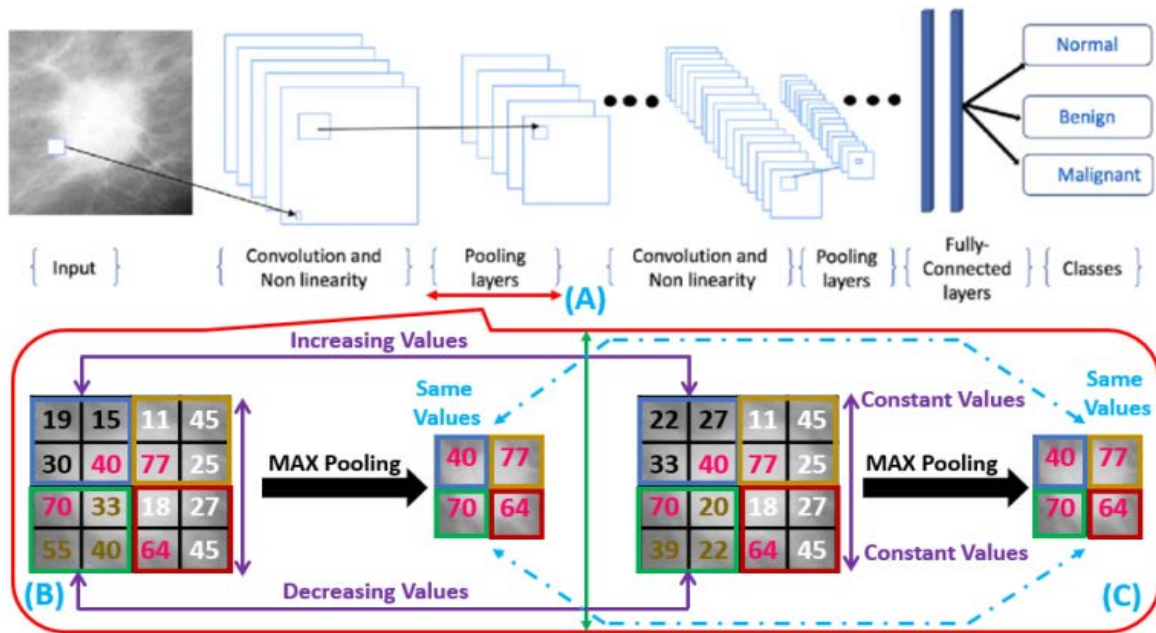 Normal
Benign
Malignant
Input
Convolution and
Non linearity
Pooling
layers
Convolution and
Non linearity
Pooling
layers
Fully-
Connected
layers
Classes
(A)
Increasing Values
Same
Values
Same
Values
Constant Values
19 15 11 45
30 40 77 25
70 33 18 27
55 40 64 45
MAX Pooling
40 77
70 64
22 27 11 45
33 40 77 25
70 20 18 27
39 22 64 45
MAX Pooling
40 77
70 64
Constant Values
(B)
Decreasing Values
(C)